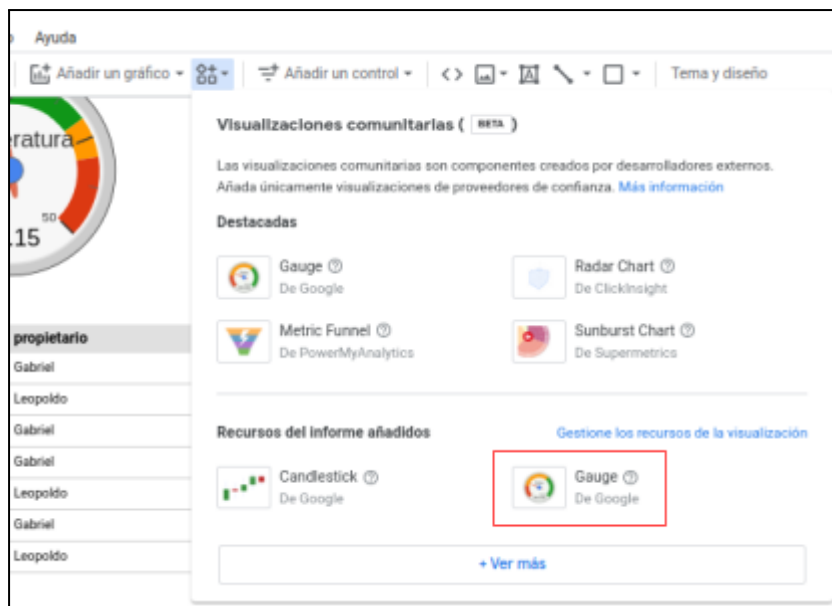 Ayuda
Añadir un gráfico
Añadir un control
Tema y diseño
ratura
50
.15
propietario
Gabriel
Leopoldo
Gabriel
Gabriel
Leopoldo
Gabriel
Leopoldo
Visualizaciones comunitarias ( BETA )
Las visualizaciones comunitarias son componentes creados por desarrolladores externos.
Añada únicamente visualizaciones de proveedores de confianza. Más información
Destacadas
Gauge
De Google
Radar Chart
De ClickInsight
Metric Funnel
De PowerMyAnalytics
Sunburst Chart
De Supermetrics
Recursos del informe añadidos
Gestione los recursos de la visualización
Candlestick
De Google
Gauge
De Google
+ Ver más